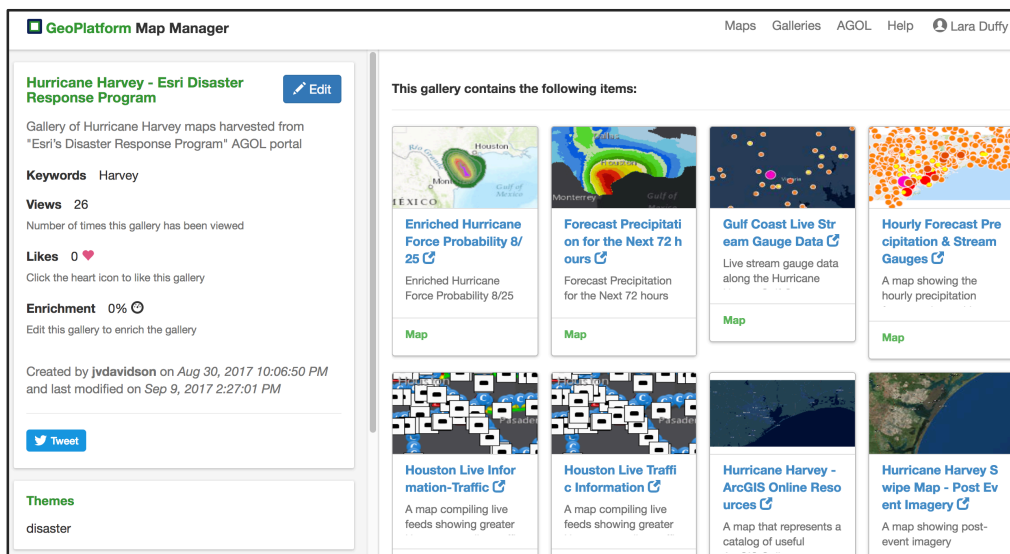 GeoPlatform Map Manager
Maps Galleries AGOL Help Lara Duffy
Hurricane Harvey - Esri Disaster
Response Program
Edit
Gallery of Hurricane Harvey maps harvested from
"Esri's Disaster Response Program" AGOL portal
Keywords Harvey
Views 26
Number of times this gallery has been viewed
Likes 0
Click the heart icon to like this gallery
Enrichment 0%
Edit this gallery to enrich the gallery
Created by jvdavidson on Aug 30, 2017 10:06:50 PM
and last modified on Sep 9, 2017 2:27:01 PM
Tweet
Themes
disaster
This gallery contains the following items:
Houston
Gulf of
Mexico
Enriched Hurricane
Force Probability 8/
25
Enriched Hurricane
Force Probability 8/25
Map
Houston
Monterrey
Gulf of
Mexico
Forecast Precipitati
on for the Next 72 h
ours
Forecast Precipitation
for the Next 72 hours
Map
Victoria
Gulf Coast Live Str
eam Gauge Data
Live stream gauge data
along the Hurricane
Map
Hourly Forecast Pre
cipitation & Stream
Gauges
A map showing the
hourly precipitation
Map
Houston
Houston Live Infor
mation-Traffic
A map compiling live
feeds showing greater
Houston
Houston Live Traffi
c Information
A map compiling live
feeds showing greater
Hurricane Harvey -
ArcGIS Online Reso
urces
A map that represents a
catalog of useful
Hurricane Harvey S
wipe Map - Post Ev
ent Imagery
A map showing post-
event imagery